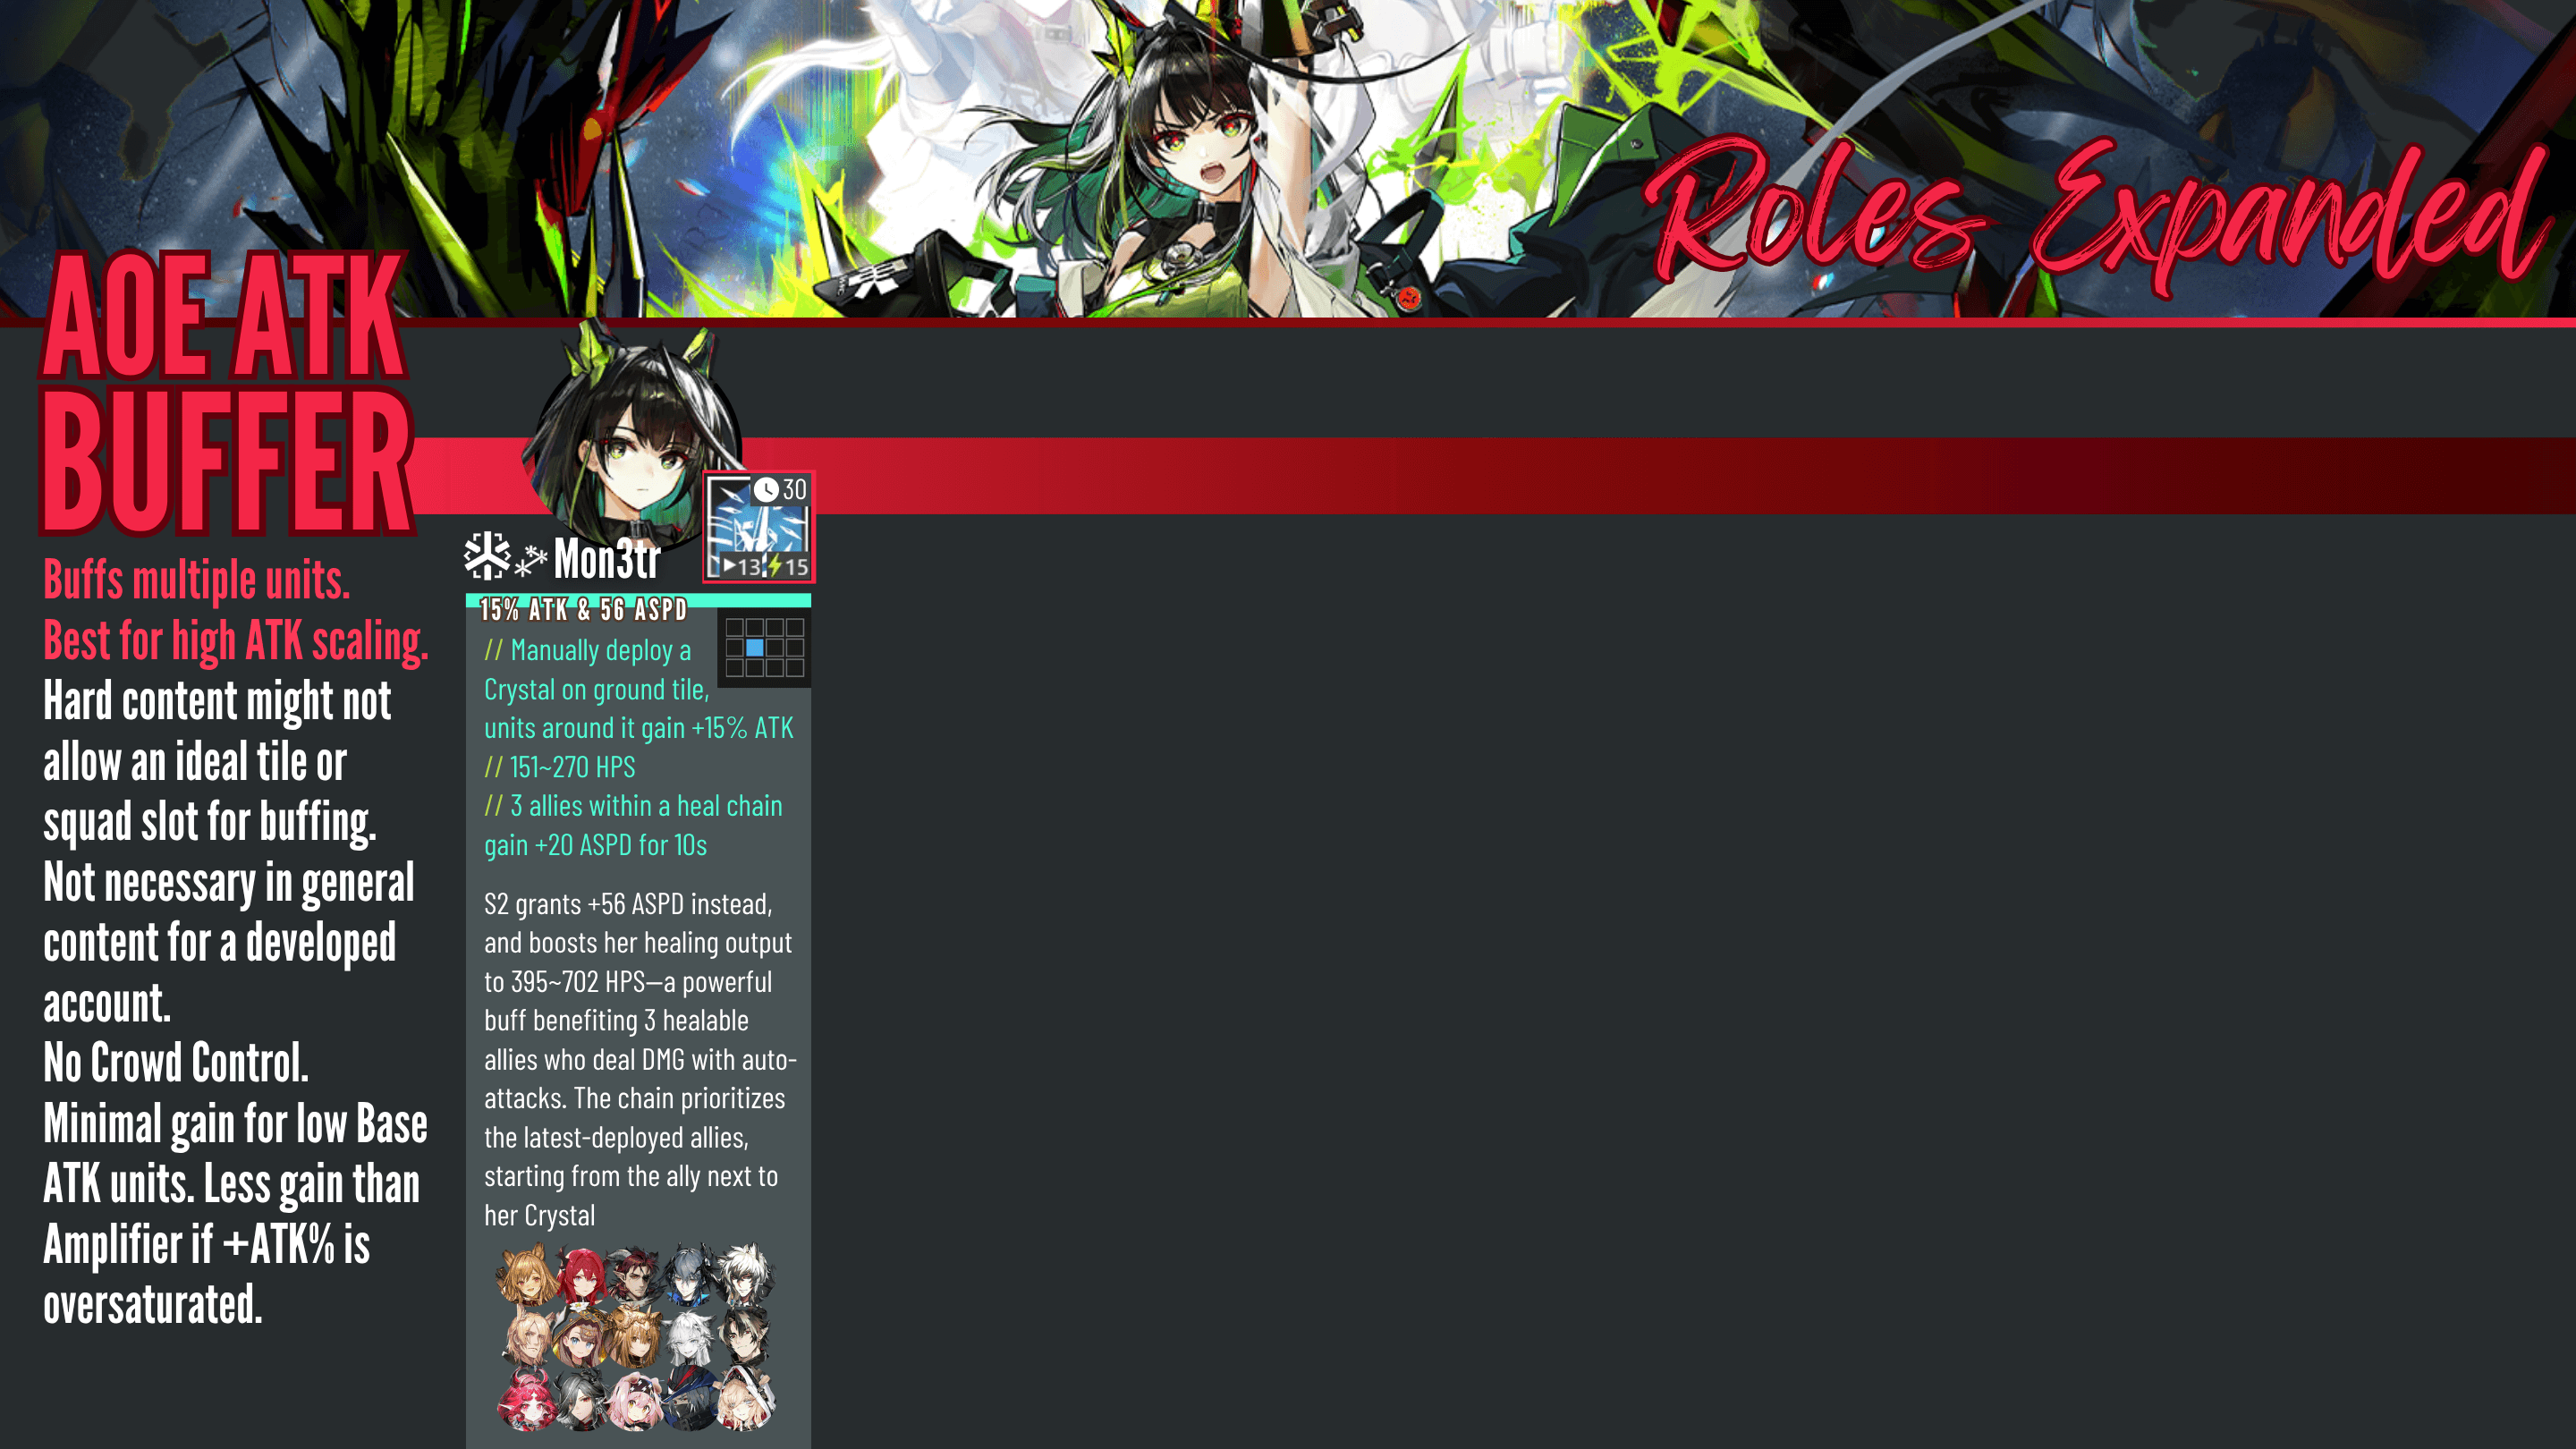 Roles Expanded
AOE ATK
BUFFER
Buffs multiple units.
Best for high ATK scaling.
Hard content might not
allow an ideal tile or
squad slot for buffing.
Not necessary in general
content for a developed
account.
No Crowd Control.
Minimal gain for low Base
ATK units. Less gain than
Amplifier if +ATK% is
oversaturated.
30
13 15
Mon3tr
15% ATK & 56 ASPD
// Manually deploy a
Crystal on ground tile,
units around it gain +15% ATK
// 151~270 HPS
// 3 allies within a heal chain
gain +20 ASPD for 10s
S2 grants +56 ASPD instead,
and boosts her healing output
to 395~702 HPS—a powerful
buff benefiting 3 healable
allies who deal DMG with auto-
attacks. The chain prioritizes
the latest-deployed allies,
starting from the ally next to
her Crystal